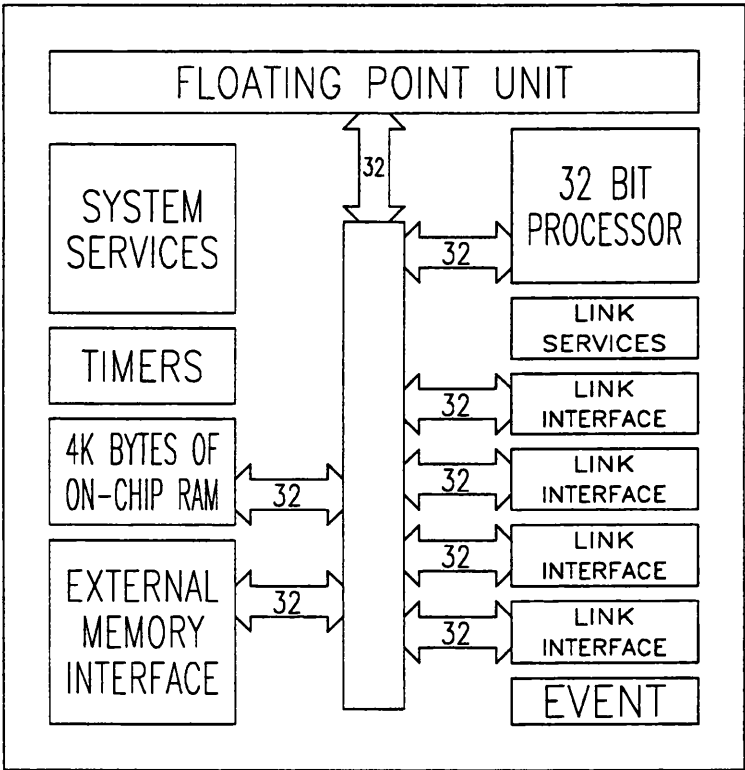 FLOATING POINT UNIT
32
SYSTEM
SERVICES
32 BIT
PROCESSOR
32
LINK
SERVICES
TIMERS
LINK
INTERFACE
32
4K BYTES OF
ON-CHIP RAM
32
LINK
INTERFACE
32
EXTERNAL
MEMORY
INTERFACE
32
LINK
INTERFACE
32
LINK
INTERFACE
32
EVENT